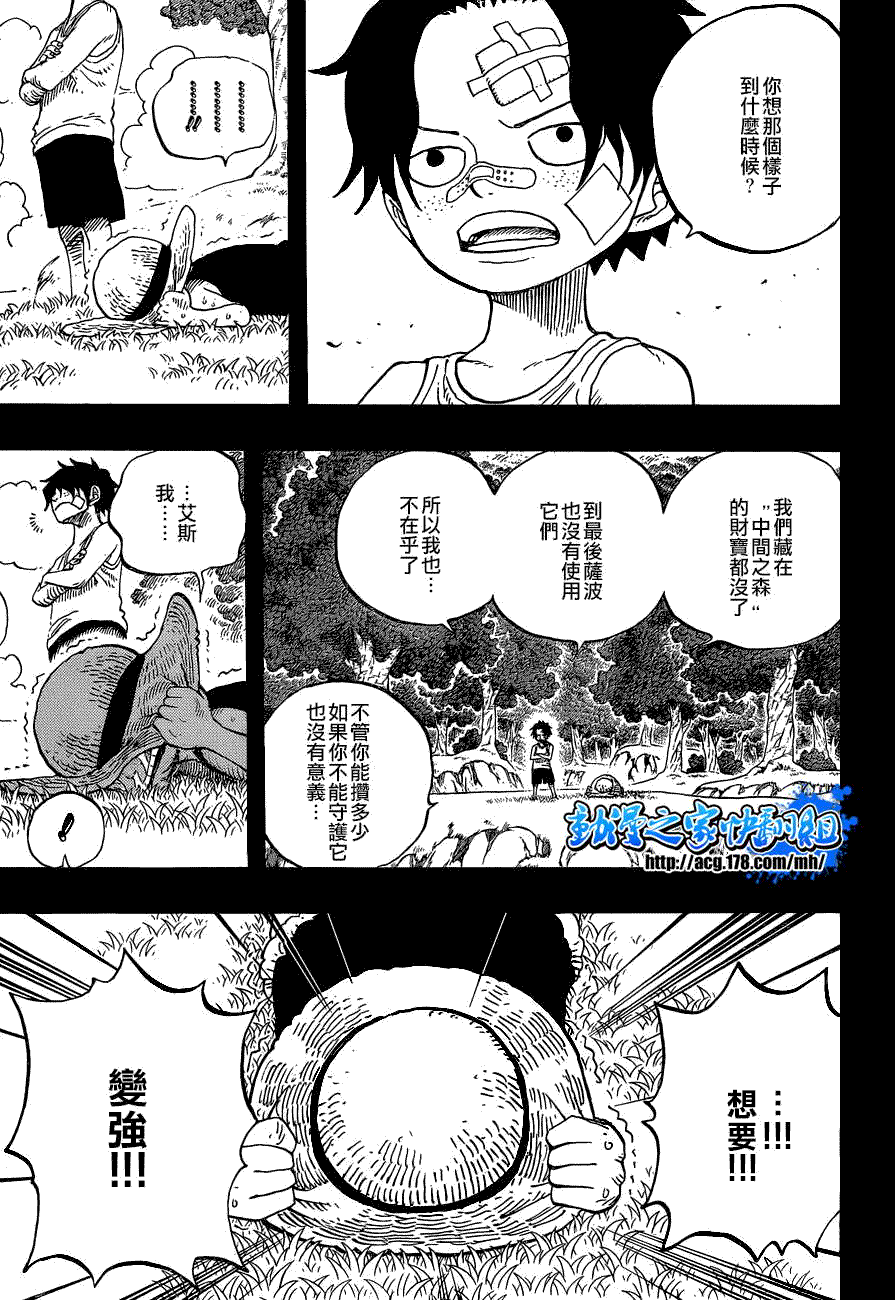 你想那個樣子
到什麼時候?
………………!!
我們藏在
"中間之森"
的財寶都沒了
到最後薩波
也沒有使用
它們
所以我也…
不在乎了
不管你能攢多少
如果你不能守護它
也沒有意義…
…艾斯
我……
!
…!!!
想要!!!
變強!!!
動漫之家快翻組
http://acg.178.com/mh/